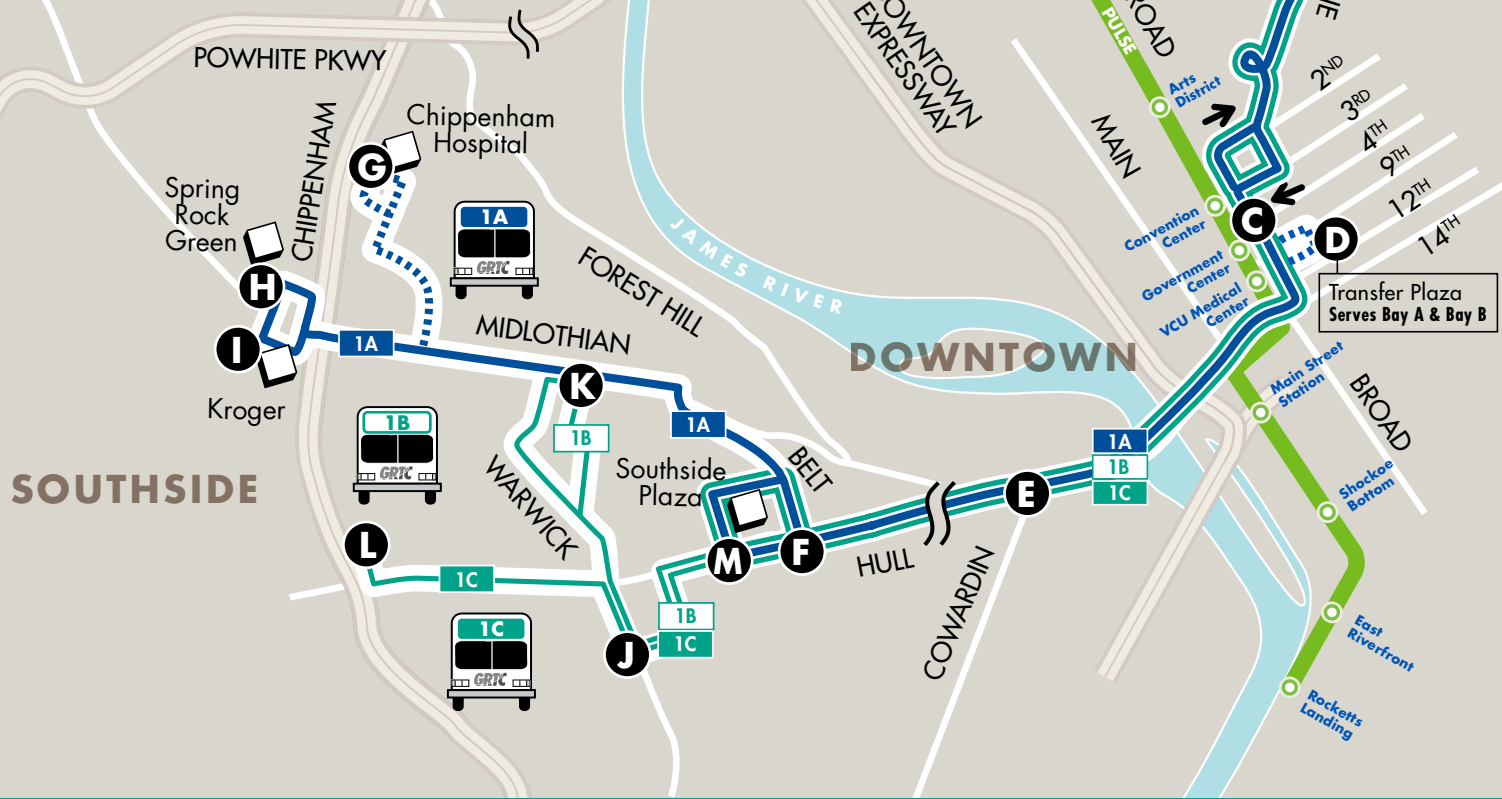 POWHITE PKWY
CHIPPENHAM
Chippenham
Hospital
G
Spring
Rock
Green
H
I
Kroger
1A
GRTC
1A
MIDLOTHIAN
FOREST HILL
JAMES RIVER
OWNTOWN
EXPRESSWAY
DOWNTOWN
MAIN
ROAD
PULSE
Arts
District
NE
2ND
3RD
4TH
9TH
12TH
14TH
Convention
Center
C
D
Government
Center
VCU Medical
Center
Transfer Plaza
Serves Bay A & Bay B
Main Street
Station
BROAD
Shockoe
Bottom
East
Riverfront
Rocketts
Landing
K
1B
1A
1B
GRTC
SOUTHSIDE
WARWICK
Southside
Plaza
BELT
M
F
HULL
E
COWARDIN
1A
1B
1C
L
1C
1B
1C
J
1C
GRTC